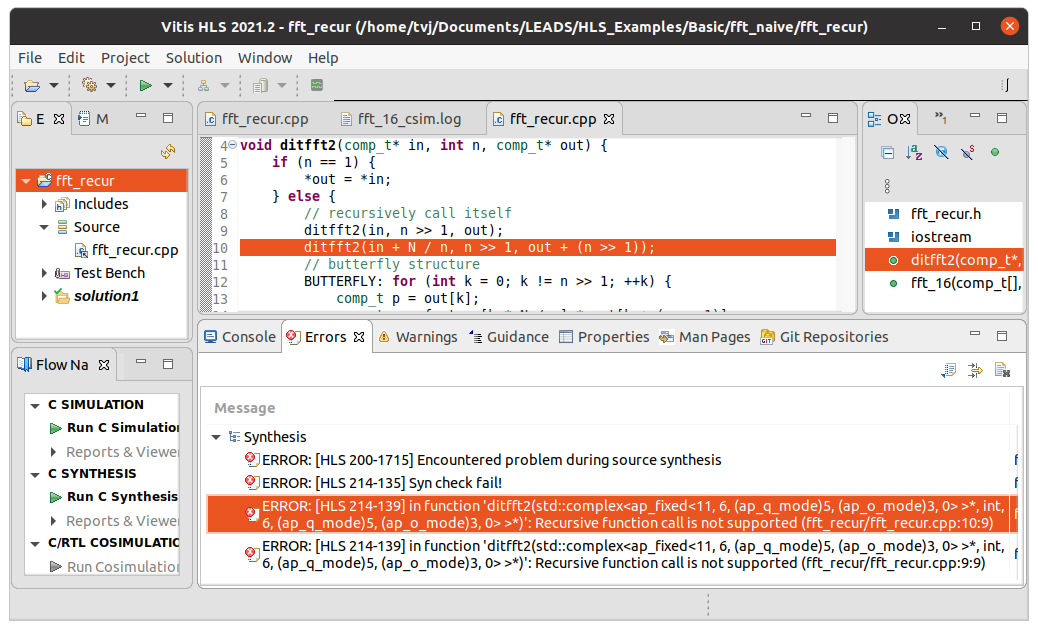 Vitis HLS 2021.2 - fft_recur (/home/tvj/Documents/LEADS/HLS_Examples/Basic/fft_naive/fft_recur)
File Edit Project Solution Window Help
E M
fft_recur
Includes
Source
fft_recur.cpp
Test Bench
solution1
fft_recur.cpp fft_16_csim.log fft_recur.cpp
4 void ditfft2(comp_t* in, int n, comp_t* out) {
5 if (n == 1) {
6 *out = *in;
7 } else {
8 // recursively call itself
9 ditfft2(in, n >> 1, out);
10 ditfft2(in + N / n, n >> 1, out + (n >> 1));
11 // butterfly structure
12 BUTTERFLY: for (int k = 0; k != n >> 1; ++k) {
13 comp_t p = out[k];
O
fft_recur.h
iostream
ditfft2(comp_t*,
fft_16(comp_t[],
Flow Na
C SIMULATION
Run C Simulation
Reports & Viewe
C SYNTHESIS
Run C Synthesis
Reports & Viewe
C/RTL COSIMULATIO
Run Cosimulation
Console Errors Warnings Guidance Properties Man Pages Git Repositories
Message
Synthesis
ERROR: [HLS 200-1715] Encountered problem during source synthesis
ERROR: [HLS 214-135] Syn check fail!
ERROR: [HLS 214-139] in function 'ditfft2(std::complex<ap_fixed<11, 6, (ap_q_mode)5, (ap_o_mode)3, 0> >*, int,
6, (ap_q_mode)5, (ap_o_mode)3, 0> >*)': Recursive function call is not supported (fft_recur/fft_recur.cpp:10:9)
ERROR: [HLS 214-139] in function 'ditfft2(std::complex<ap_fixed<11, 6, (ap_q_mode)5, (ap_o_mode)3, 0> >*, int,
6, (ap_q_mode)5, (ap_o_mode)3, 0> >*)': Recursive function call is not supported (fft_recur/fft_recur.cpp:9:9)